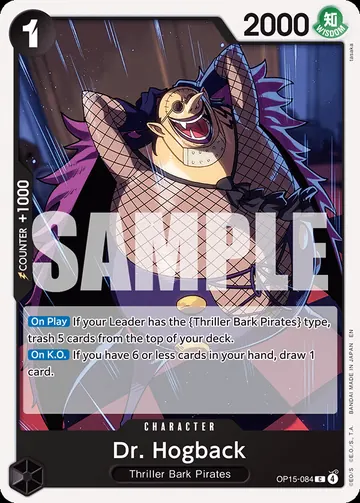 1
2000
知
WISDOM
tanaka
COUNTER +1000
SAMPLE
On Play If your Leader has the {Thriller Bark Pirates} type,
trash 5 cards from the top of your deck.
On K.O. If you have 6 or less cards in your hand, draw 1
card.
©E.O./S. ©E.O./S., T.A. BANDAI MADE IN JAPAN EN
CHARACTER
Dr. Hogback
Thriller Bark Pirates
OP15-084 C 4